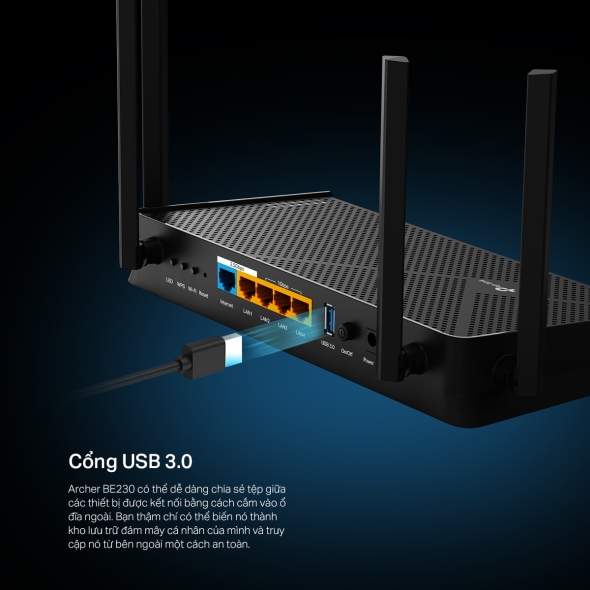 2.5Gbps
1Gbps
LED WPS Wi-Fi Reset
Internet LAN1 LAN2 LAN3
USB 3.0 On/Off Power
Cổng USB 3.0
Archer BE230 có thể dễ dàng chia sẻ tệp giữa
các thiết bị được kết nối bằng cách cắm vào ổ
đĩa ngoài. Bạn thậm chí có thể biến nó thành
kho lưu trữ đám mây cá nhân của mình và truy
cập nó từ bên ngoài một cách an toàn.